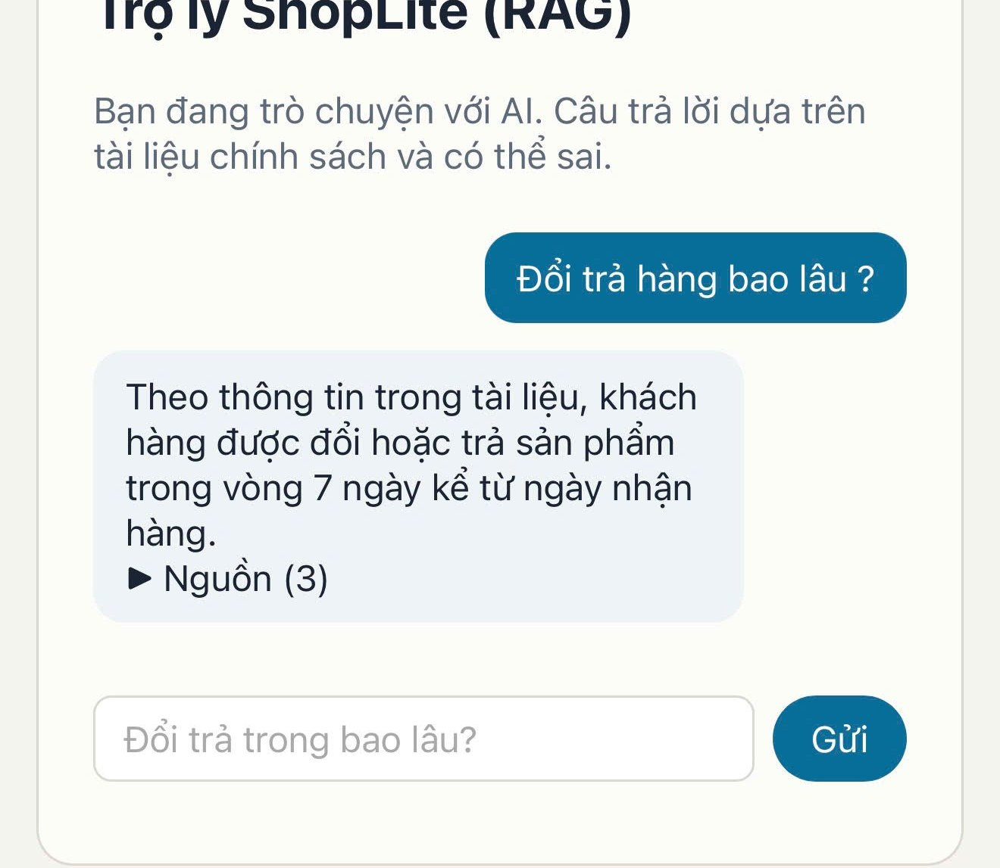 Trợ lý ShopLite (RAG)
Bạn đang trò chuyện với AI. Câu trả lời dựa trên
tài liệu chính sách và có thể sai.
Đổi trả hàng bao lâu ?
Theo thông tin trong tài liệu, khách
hàng được đổi hoặc trả sản phẩm
trong vòng 7 ngày kể từ ngày nhận
hàng.
▶ Nguồn (3)
Đổi trả trong bao lâu?
Gửi